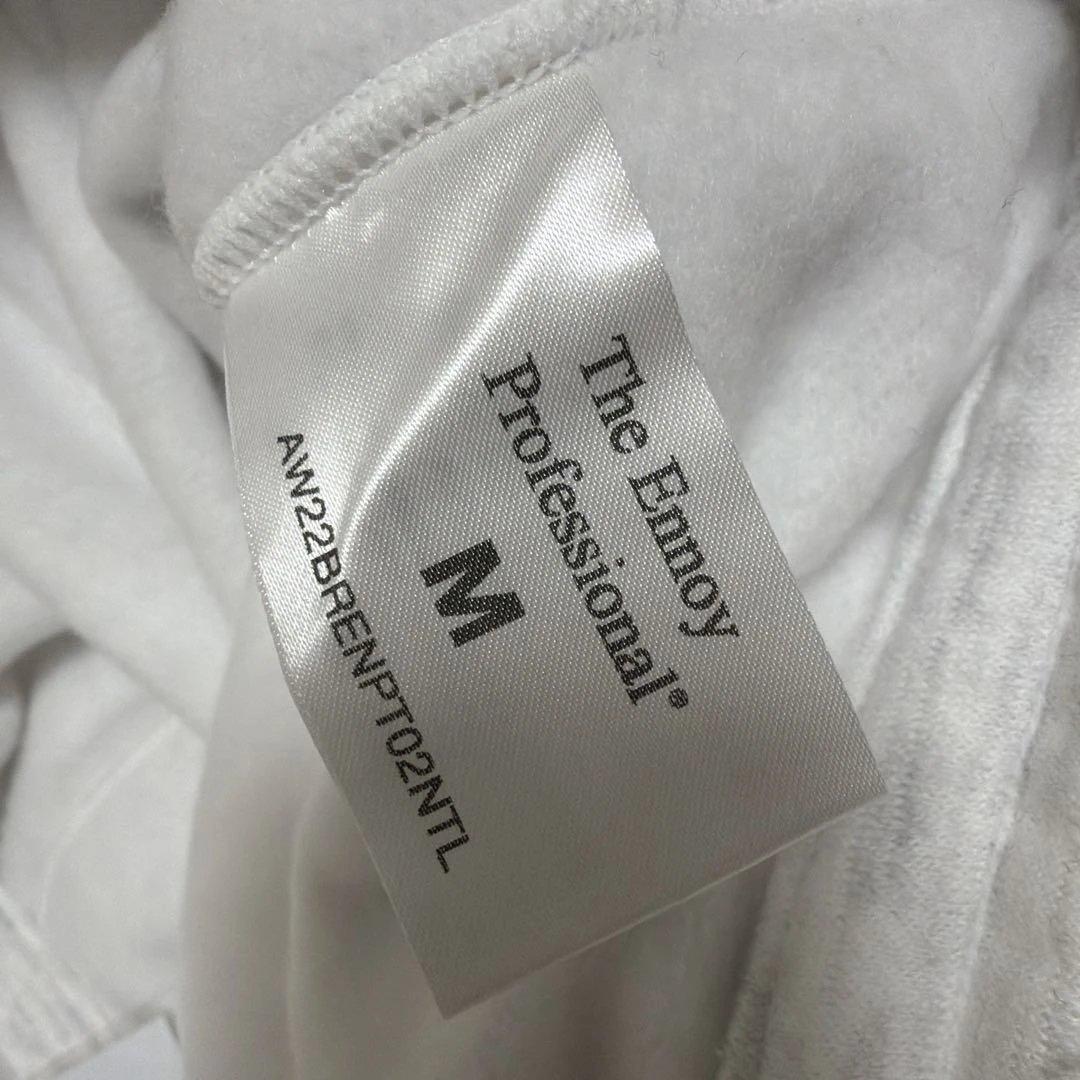 The Ennoy
Professional®
M
AW22BRENPT02NTL